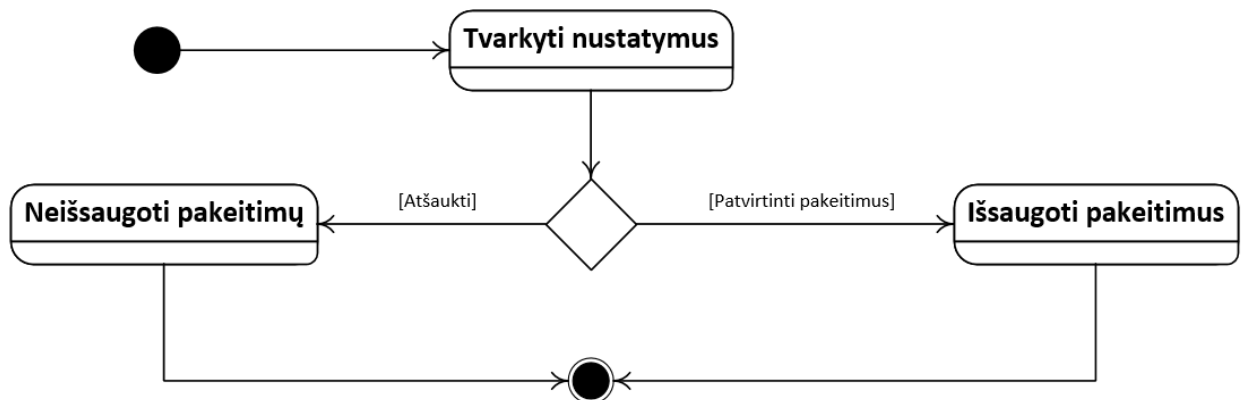 Tvarkyti nustatymus
[Atšaukti]
[Patvirtinti pakeitimus]
Neišsaugoti pakeitimų
Išsaugoti pakeitimus